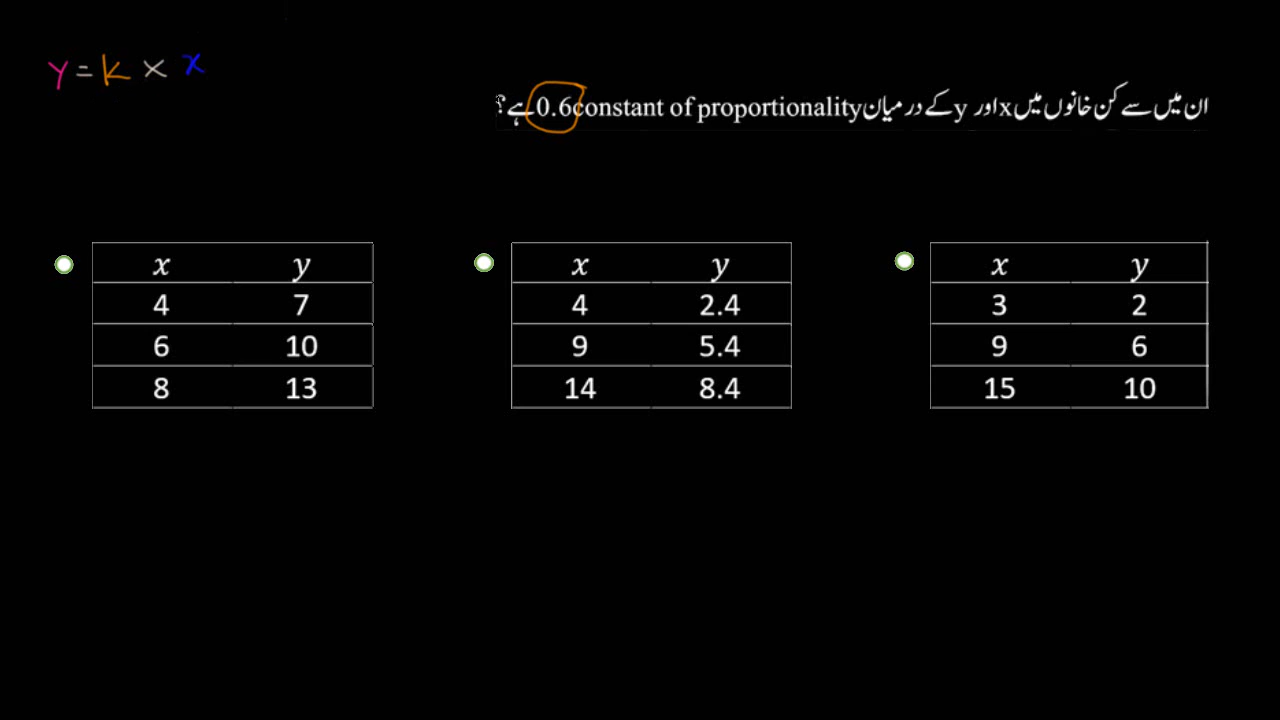 y = k × x
ان میں سے کن خانوں میں x اور y کے درمیان constant of proportionality 0.6 ہے؟
x y
4 7
6 10
8 13
x y
4 2.4
9 5.4
14 8.4
x y
3 2
9 6
15 10